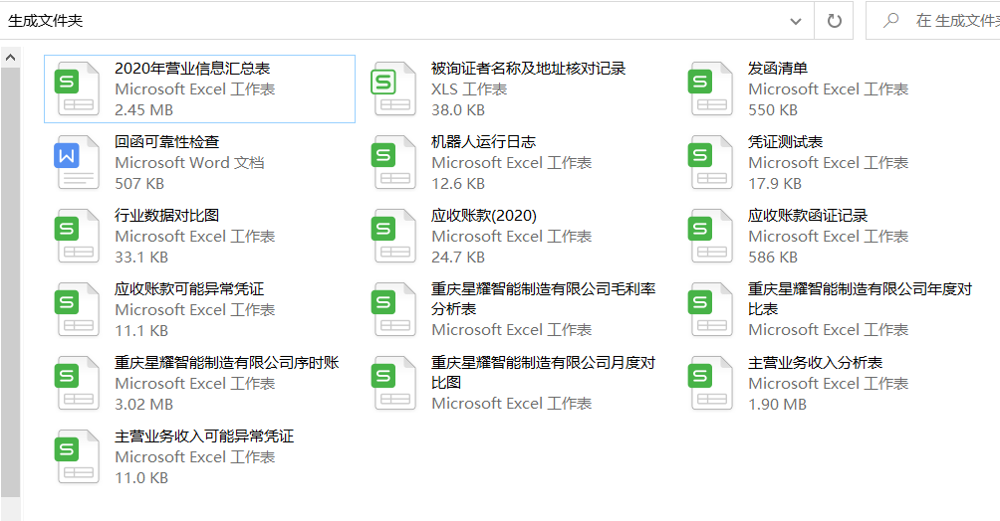 生成文件夹
在 生成文件
2020年营业信息汇总表
Microsoft Excel 工作表
2.45 MB
被询证者名称及地址核对记录
XLS 工作表
38.0 KB
发函清单
Microsoft Excel 工作表
550 KB
回函可靠性检查
Microsoft Word 文档
507 KB
机器人运行日志
Microsoft Excel 工作表
12.6 KB
凭证测试表
Microsoft Excel 工作表
17.9 KB
行业数据对比图
Microsoft Excel 工作表
33.1 KB
应收账款(2020)
Microsoft Excel 工作表
24.7 KB
应收账款函证记录
Microsoft Excel 工作表
586 KB
应收账款可能异常凭证
Microsoft Excel 工作表
11.1 KB
重庆星耀智能制造有限公司毛利率
分析表
Microsoft Excel 工作表
重庆星耀智能制造有限公司年度对
比表
Microsoft Excel 工作表
重庆星耀智能制造有限公司序时账
Microsoft Excel 工作表
3.02 MB
重庆星耀智能制造有限公司月度对
比图
Microsoft Excel 工作表
主营业务收入分析表
Microsoft Excel 工作表
1.90 MB
主营业务收入可能异常凭证
Microsoft Excel 工作表
11.0 KB